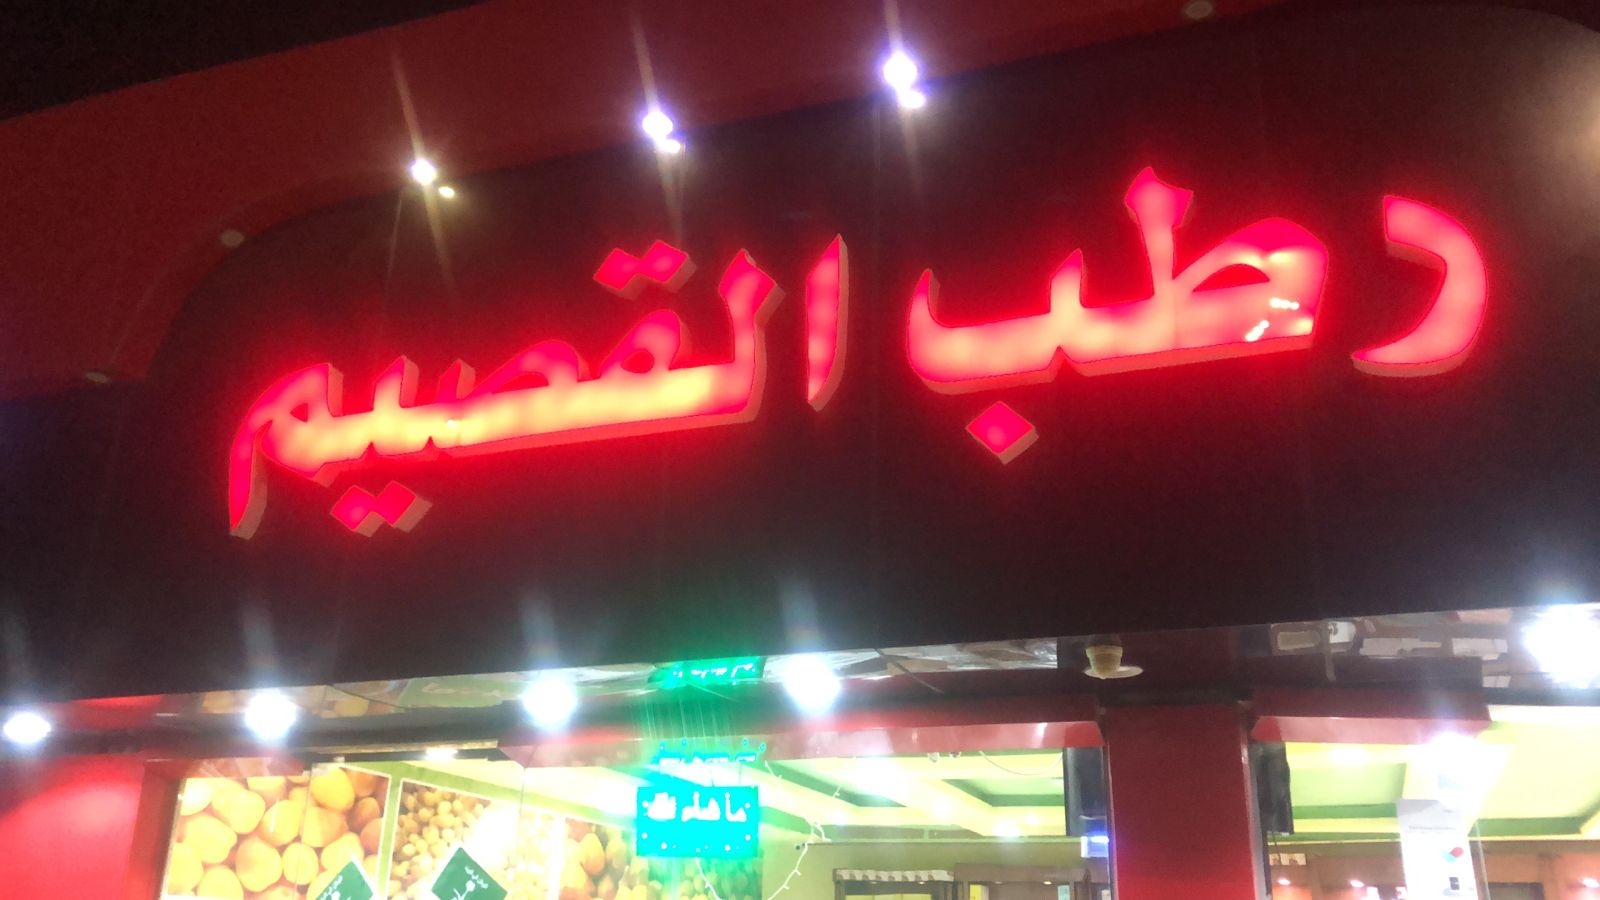 رطب القصيم
ما شاء الله